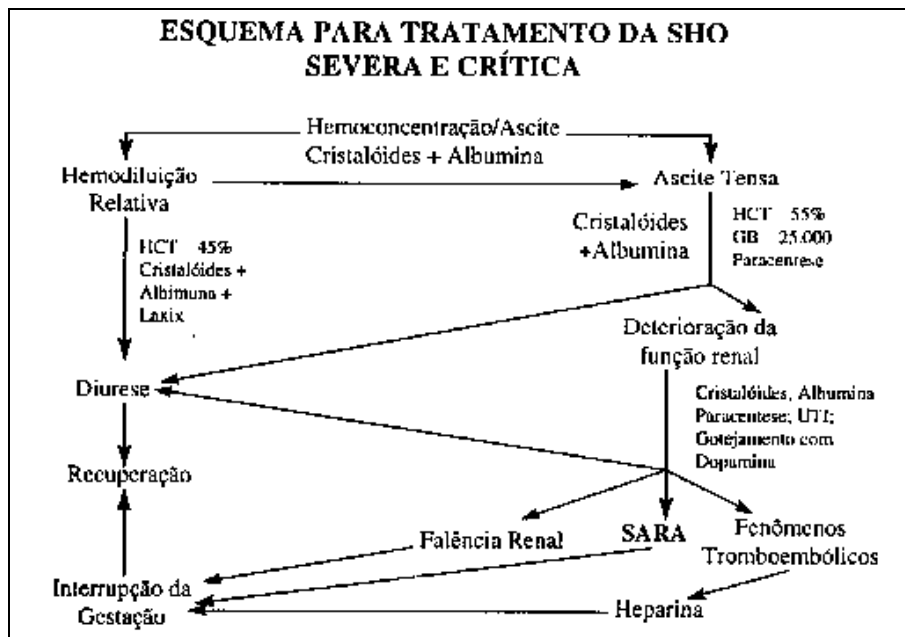 ESQUEMA PARA TRATAMENTO DA SHO
SEVERA E CRÍTICA
Hemoconcentração/Ascite
Cristalóides + Albumina
Hemodiluição
Relativa
Ascite Tensa
HCT 45%
Cristalóides +
Albimuna +
Laxix
Cristalóides
+Albumina
HCT 55%
GB 25.000
Paracentese
Deterioração da
função renal
Diurese
Cristalóides, Albumina
Paracentese; UTI;
Gotejamento com
Dopamina
Recuperação
Falência Renal
SARA
Fenômenos
Tromboembólicos
Interrupção da
Gestação
Heparina